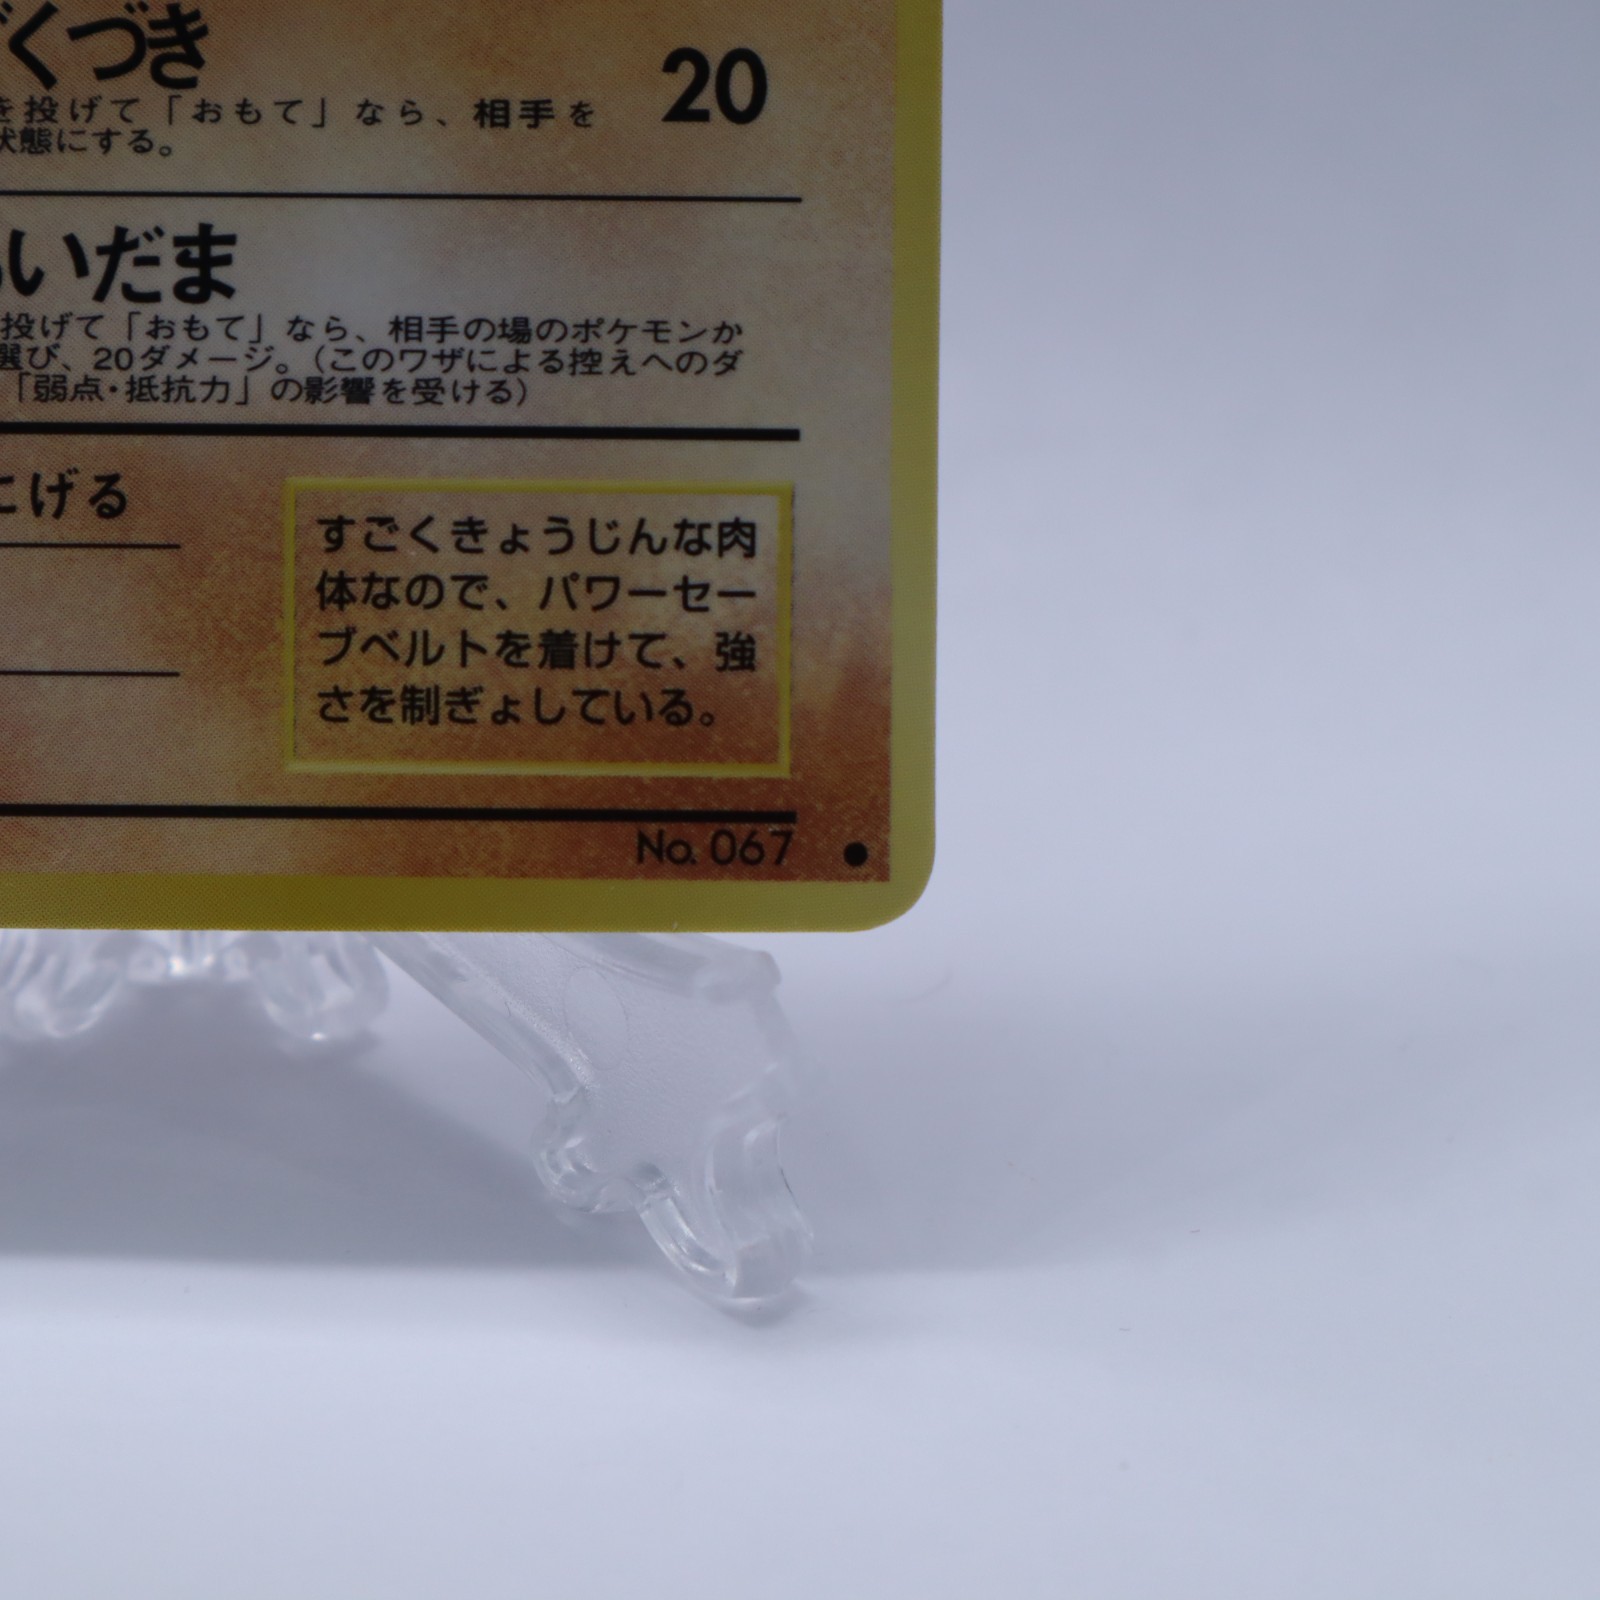 くづき
20
を投げて「おもて」なら、相手を
状態にする。
いだま
投げて「おもて」なら、相手の場のポケモンか
選び、20ダメージ。(このワザによる控えへのダ
「弱点・抵抗力」の影響を受ける)
にげる
すごくきょうじんな肉
体なので、パワーセー
ブベルトを着けて、強
さを制ぎょしている。
No. 067 ●